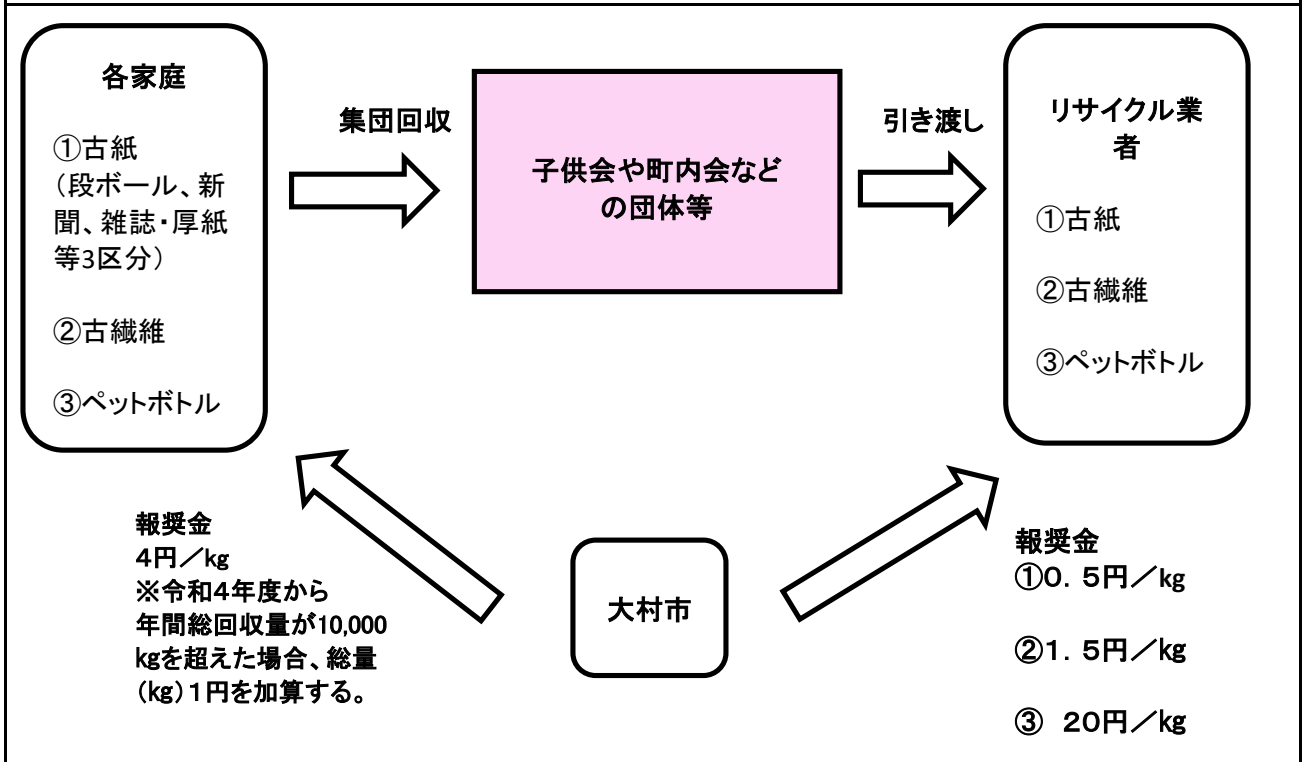 各家庭
①古紙
（段ボール、新
聞、雑誌・厚紙
等3区分）
②古繊維
③ペットボトル
集団回収
子供会や町内会など
の団体等
引き渡し
リサイクル業
者
①古紙
②古繊維
③ペットボトル
報奨金
4円／kg
※令和4年度から
年間総回収量が10,000
kgを超えた場合、総量
（kg）1円を加算する。
大村市
報奨金
①０．５円／kg
②１．５円／kg
③　２０円／kg